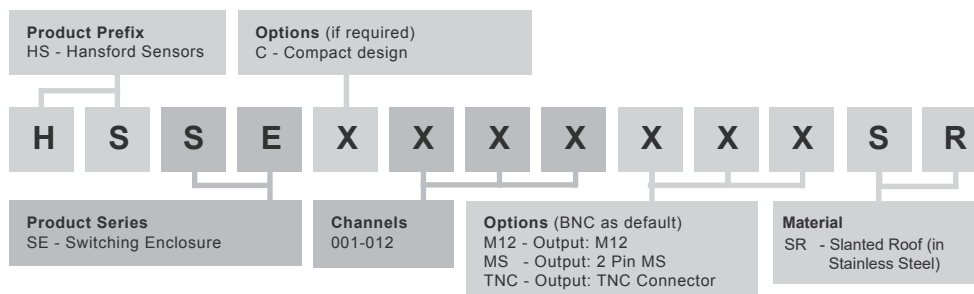 Product Prefix
HS - Hansford Sensors
Options (if required)
C - Compact design
H S S E X X X X X X X S R
Product Series
SE - Switching Enclosure
Channels
001-012
Options (BNC as default)
M12 - Output: M12
MS - Output: 2 Pin MS
TNC - Output: TNC Connector
Material
SR - Slanted Roof (in
Stainless Steel)